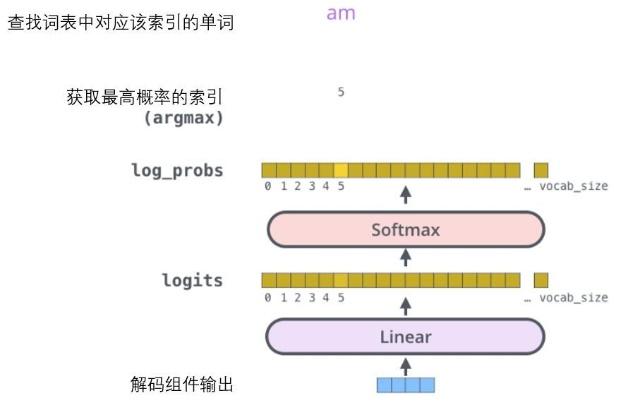 am
查找词表中对应该索引的单词
5
获取最高概率的索引
(argmax)
log_probs
0 1 2 3 4 5 … vocab_size
Softmax
logits
0 1 2 3 4 5 … vocab_size
Linear
解码组件输出